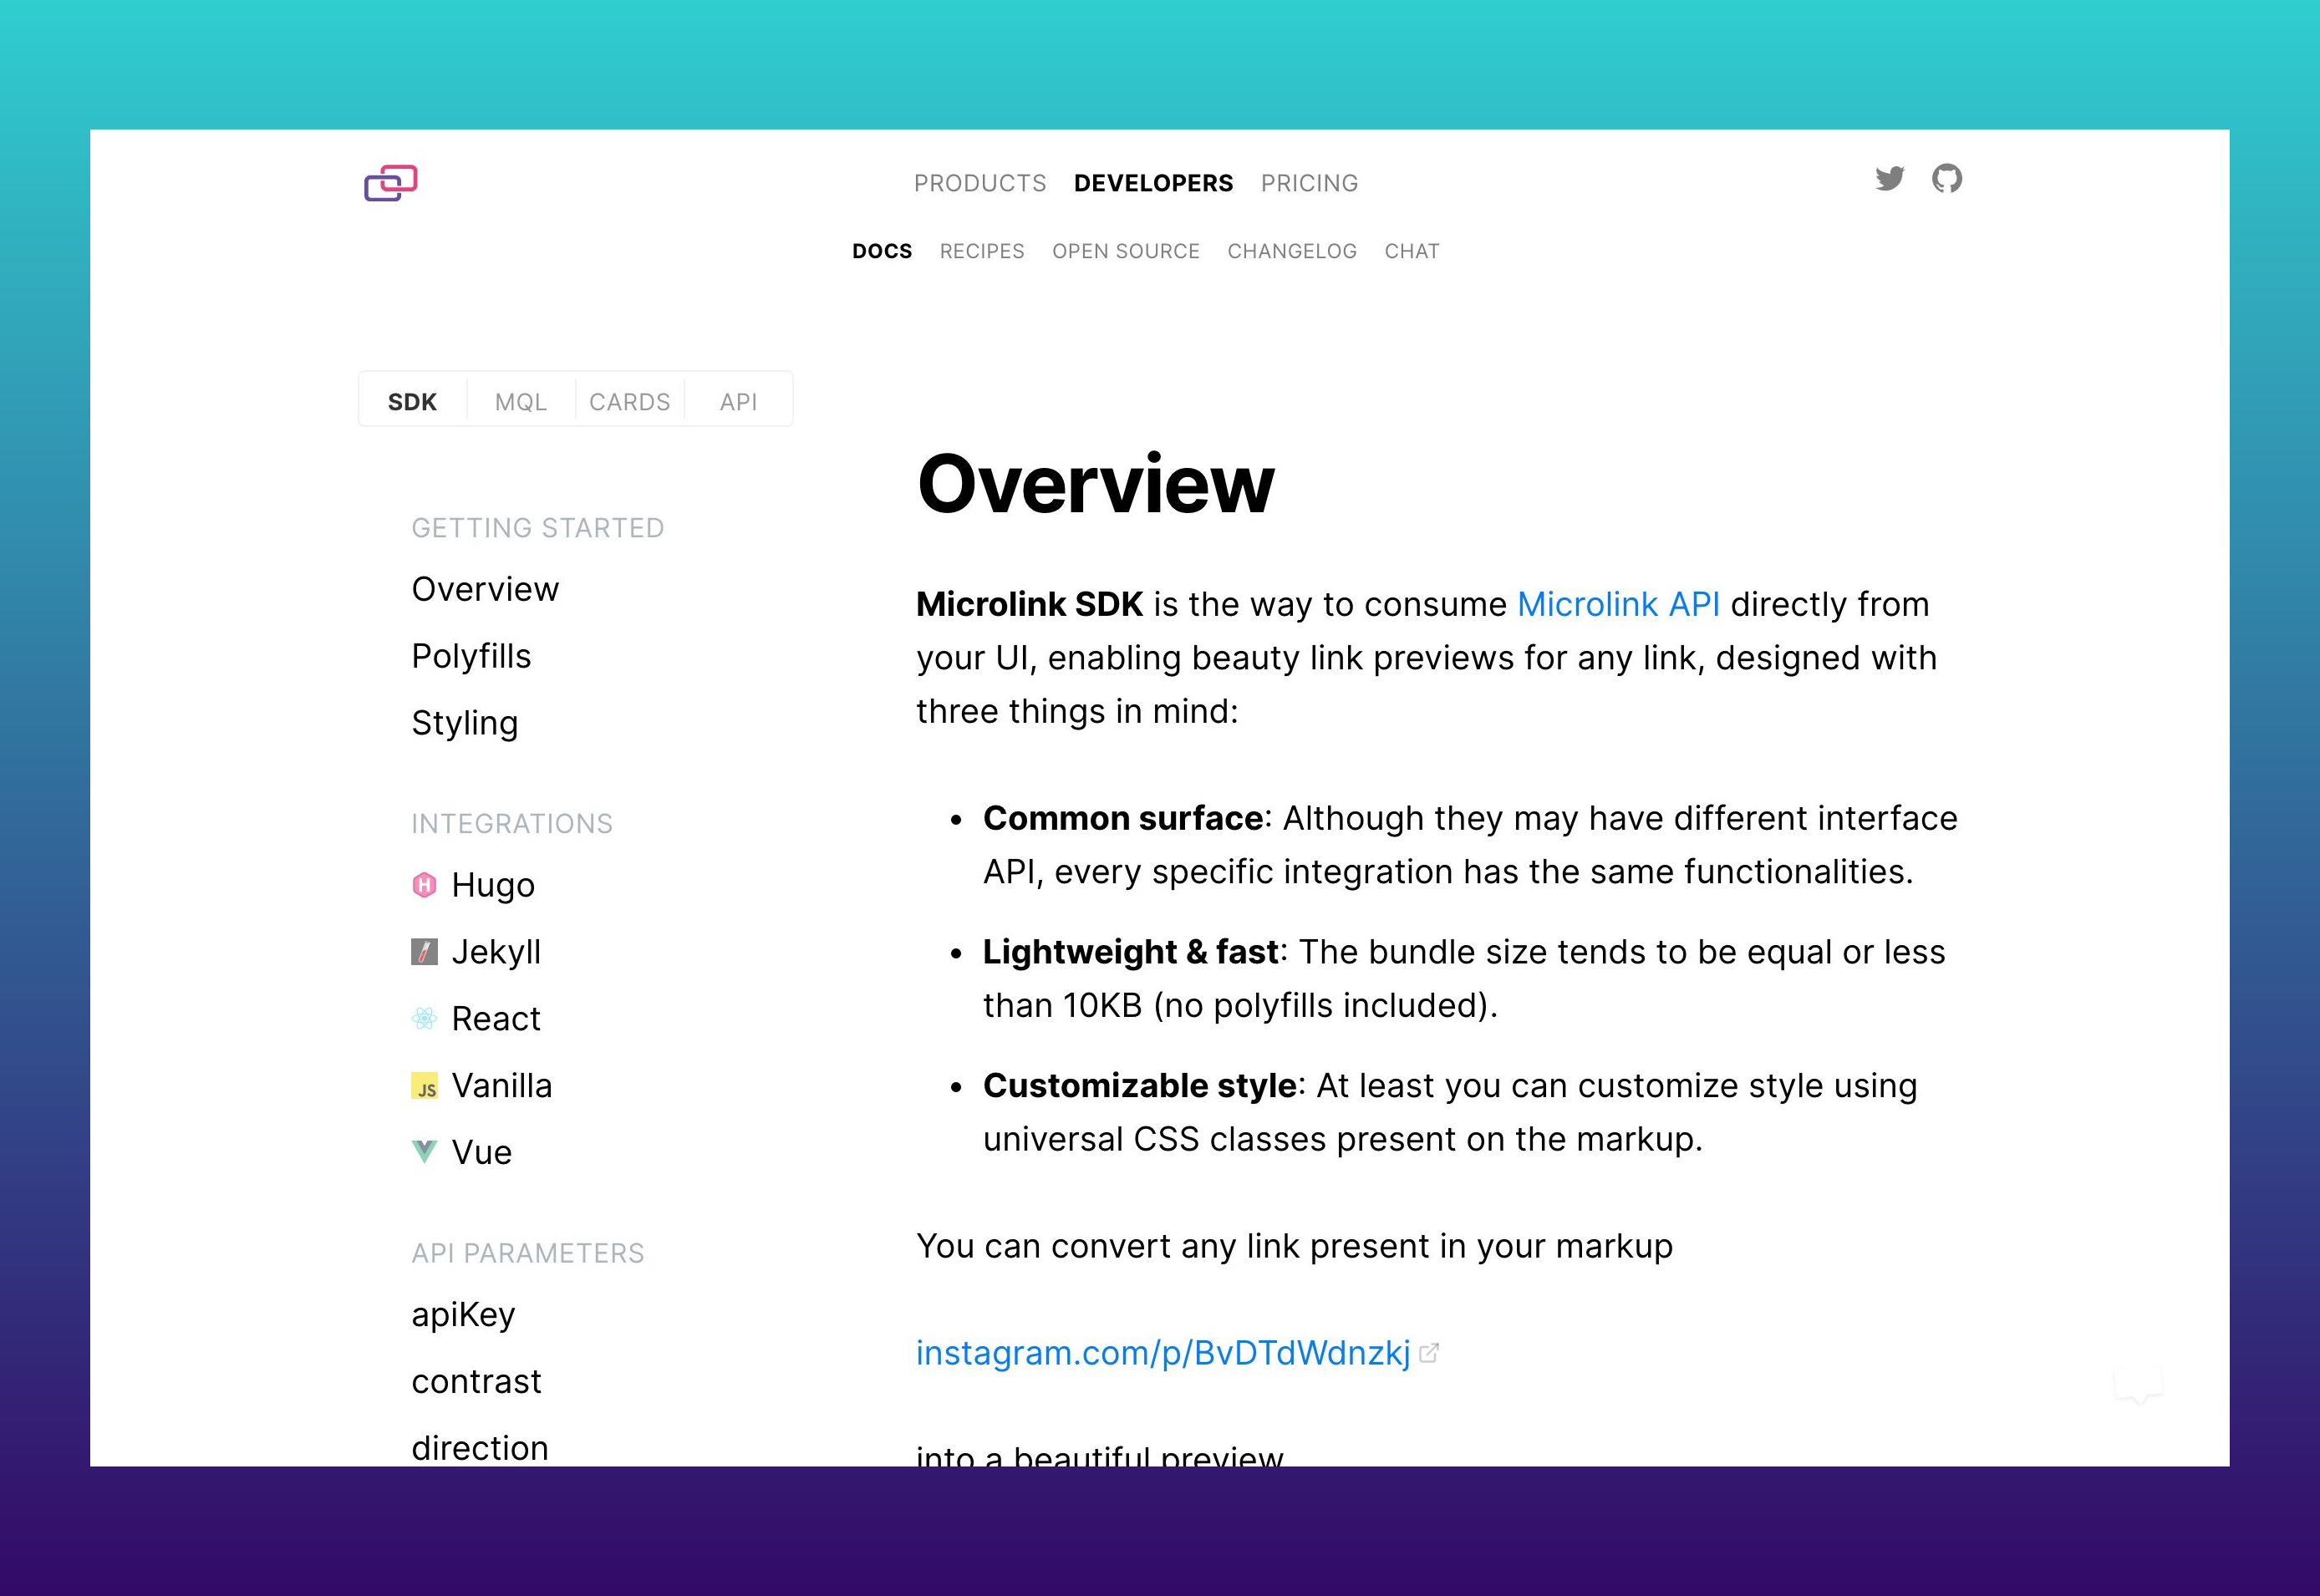 PRODUCTS DEVELOPERS PRICING
DOCS RECIPES OPEN SOURCE CHANGELOG CHAT
SDK MQL CARDS API
GETTING STARTED
Overview
Polyfills
Styling
INTEGRATIONS
H Hugo
Jekyll
React
JS Vanilla
Vue
API PARAMETERS
apiKey
contrast
direction
Overview
Microlink SDK is the way to consume Microlink API directly from
your UI, enabling beauty link previews for any link, designed with
three things in mind:
• Common surface: Although they may have different interface
API, every specific integration has the same functionalities.
• Lightweight & fast: The bundle size tends to be equal or less
than 10KB (no polyfills included).
• Customizable style: At least you can customize style using
universal CSS classes present on the markup.
You can convert any link present in your markup
instagram.com/p/BvDTdWdnzkj
into a beautiful preview